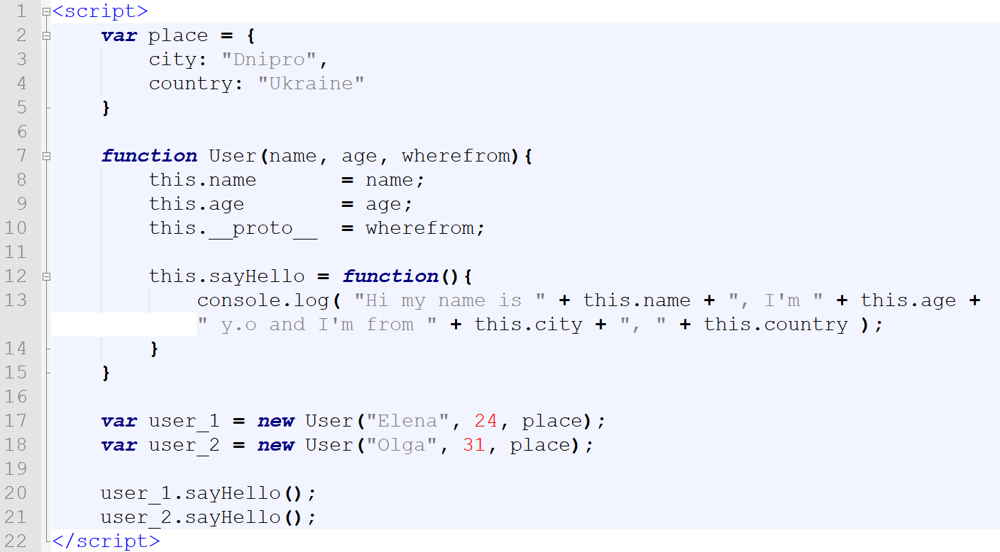 1 <script>
2     var place = {
3         city: "Dnipro",
4         country: "Ukraine"
5     }
6
7     function User(name, age, wherefrom){
8         this.name       = name;
9         this.age        = age;
10         this.__proto__  = wherefrom;
11
12         this.sayHello = function(){
13             console.log( "Hi my name is " + this.name + ", I'm " + this.age +
            " y.o and I'm from " + this.city + ", " + this.country );
14         }
15     }
16
17     var user_1 = new User("Elena", 24, place);
18     var user_2 = new User("Olga", 31, place);
19
20     user_1.sayHello();
21     user_2.sayHello();
22 </script>